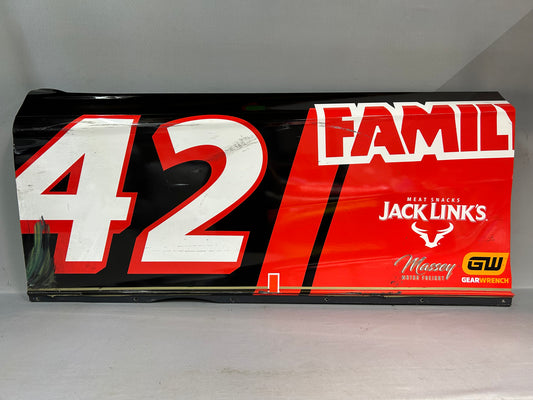 42
FAMIL
MEAT SNACKS
JACK LINK'S
Massey
MOTOR FREIGHT
GW
GEARWRENCH